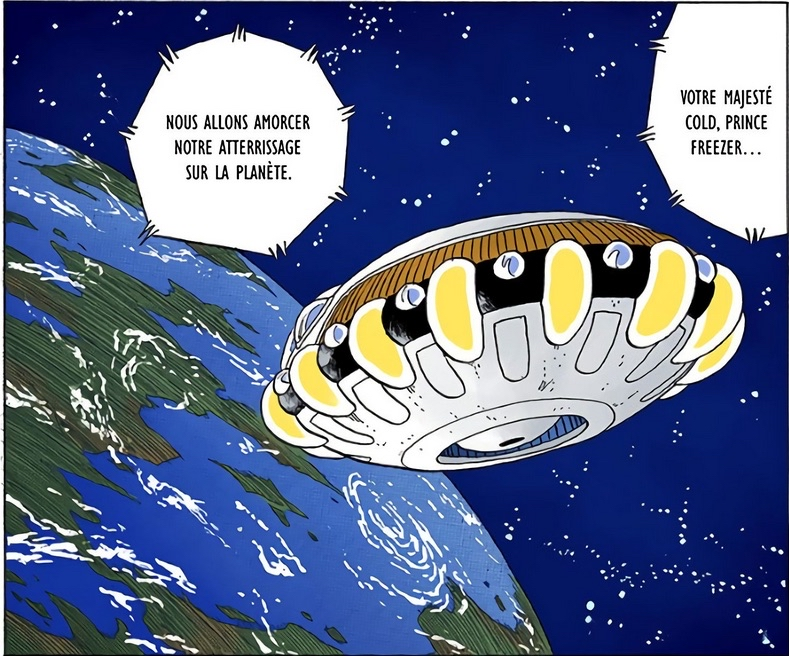 VOTRE MAJESTÉ
COLD, PRINCE
FREEZER...
NOUS ALLONS AMORCER
NOTRE ATTERRISSAGE
SUR LA PLANÈTE.